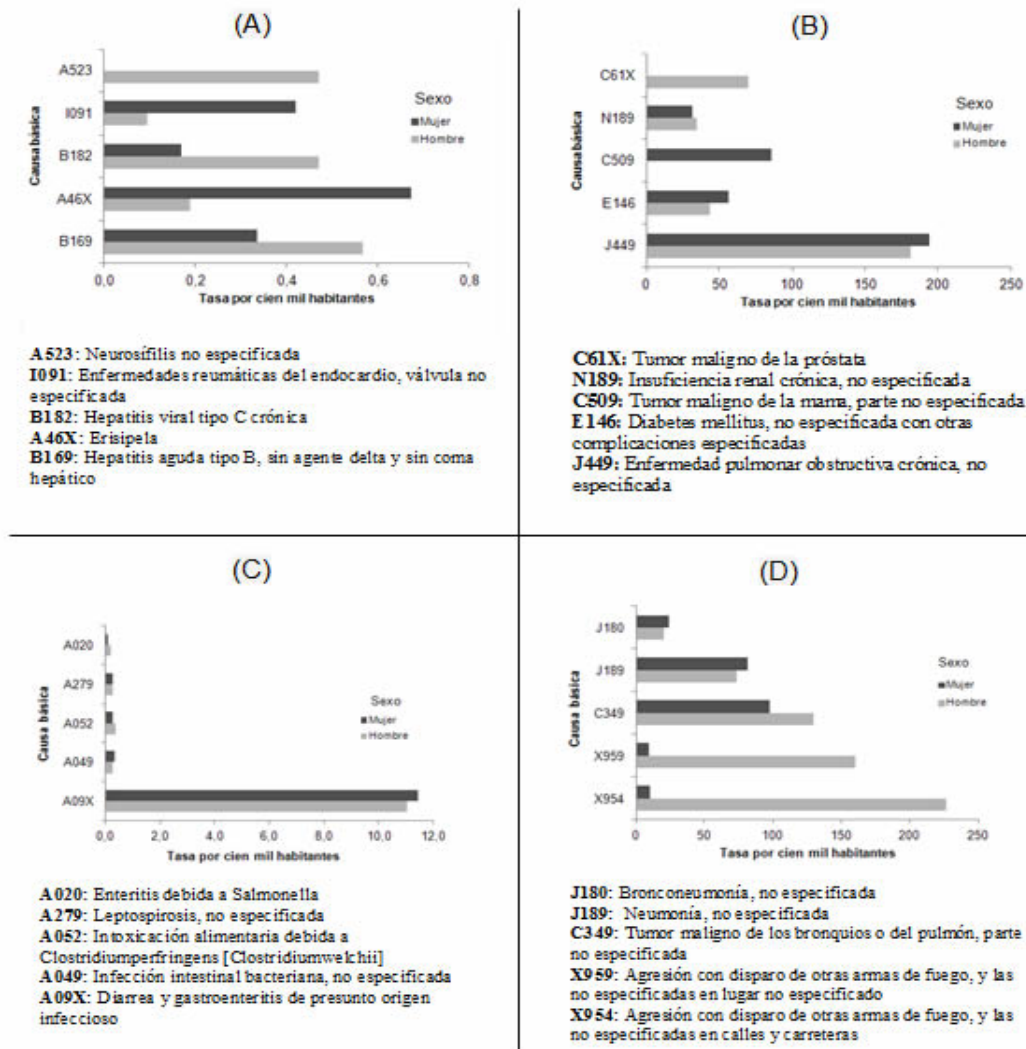 (A)
Causa básica
A523
I091
B182
A46X
B169
Sexo
Mujer
Hombre
0,0 0,2 0,4 0,6 0,8
Tasa por cien mil habitantes
A523: Neurosífilis no especificada
I091: Enfermedades reumáticas del endocardio, válvula no
especificada
B182: Hepatitis viral tipo C crónica
A46X: Erisipela
B169: Hepatitis aguda tipo B, sin agente delta y sin coma
hepático
(B)
Causa básica
C61X
N189
C509
E146
J449
Sexo
Mujer
Hombre
0 50 100 150 200 250
Tasa por cien mil habitantes
C61X: Tumor maligno de la próstata
N189: Insuficiencia renal crónica, no especificada
C509: Tumor maligno de la mama, parte no especificada
E146: Diabetes mellitus, no especificada con otras
complicaciones especificadas
J449: Enfermedad pulmonar obstructiva crónica, no
especificada
(C)
Causa básica
A020
A279
A052
A049
A09X
Sexo
Mujer
Hombre
0,0 2,0 4,0 6,0 8,0 10,0 12,0
Tasa por cien mil habitantes
A020: Enteritis debida a Salmonella
A279: Leptospirosis, no especificada
A052: Intoxicación alimentaria debida a
Clostridiumperfringens [Clostridiumwelchii]
A049: Infección intestinal bacteriana, no especificada
A09X: Diarrea y gastroenteritis de presunto origen
infeccioso
(D)
Causa básica
J180
J189
C349
X959
X954
Sexo
Mujer
Hombre
0 50 100 150 200 250
Tasa por cien mil habitantes
J180: Bronconeumonía, no especificada
J189: Neumonía, no especificada
C349: Tumor maligno de los bronquios o del pulmón, parte
no especificada
X959: Agresión con disparo de otras armas de fuego, y las
no especificadas en lugar no especificado
X954: Agresión con disparo de otras armas de fuego, y las
no especificadas en calles y carreteras